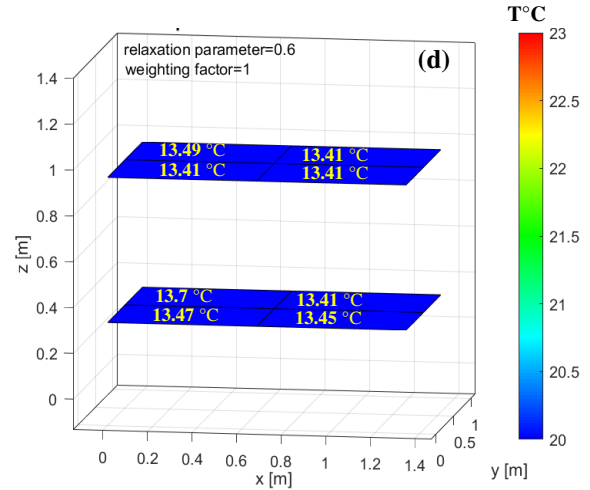 T°C
relaxation parameter=0.6
weighting factor=1
(d)
23
22.5
22
21.5
21
20.5
20
1.4
1.2
1
0.8
0.6
0.4
0.2
0
z [m]
13.49 °C
13.41 °C
13.41 °C
13.41 °C
13.7 °C
13.41 °C
13.47 °C
13.45 °C
0
0.2
0.4
0.6
0.8
1
1.2
1.4
x [m]
0
0.5
1
y [m]